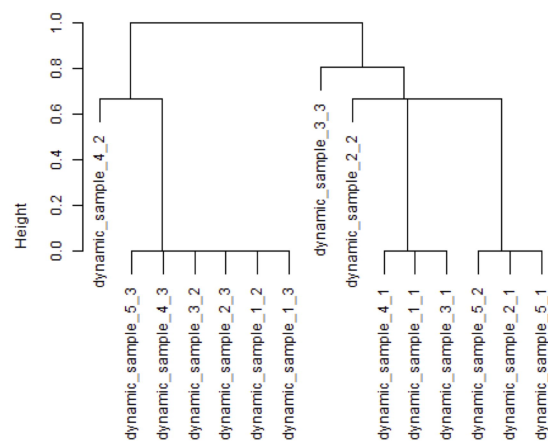 1.0
0.8
0.6
0.4
0.2
0.0
Height
dynamic_sample_4_2
dynamic_sample_5_3
dynamic_sample_4_3
dynamic_sample_3_2
dynamic_sample_2_3
dynamic_sample_1_2
dynamic_sample_1_3
dynamic_sample_3_3
dynamic_sample_2_2
dynamic_sample_4_1
dynamic_sample_1_1
dynamic_sample_3_1
dynamic_sample_5_2
dynamic_sample_2_1
dynamic_sample_5_1